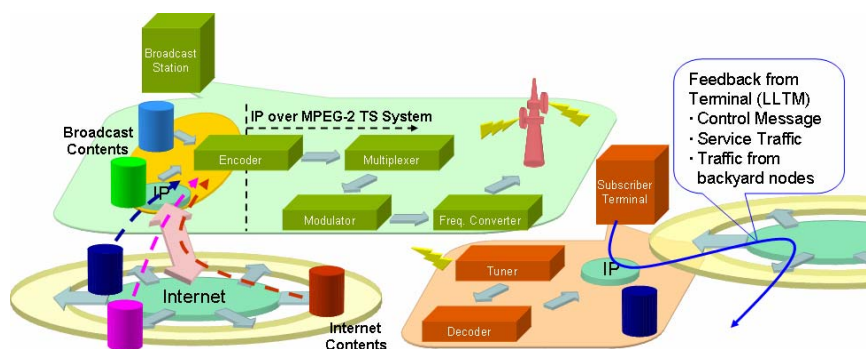 Broadcast
Station
IP over MPEG-2 TS System
Broadcast
Contents
Encoder
Multiplexer
IP
Modulator
Freq. Converter
Internet
Internet
Contents
Subscriber
Terminal
Tuner
IP
Decoder
Feedback from
Terminal (LLTM)
・Control Message
・Service Traffic
・Traffic from
backyard nodes